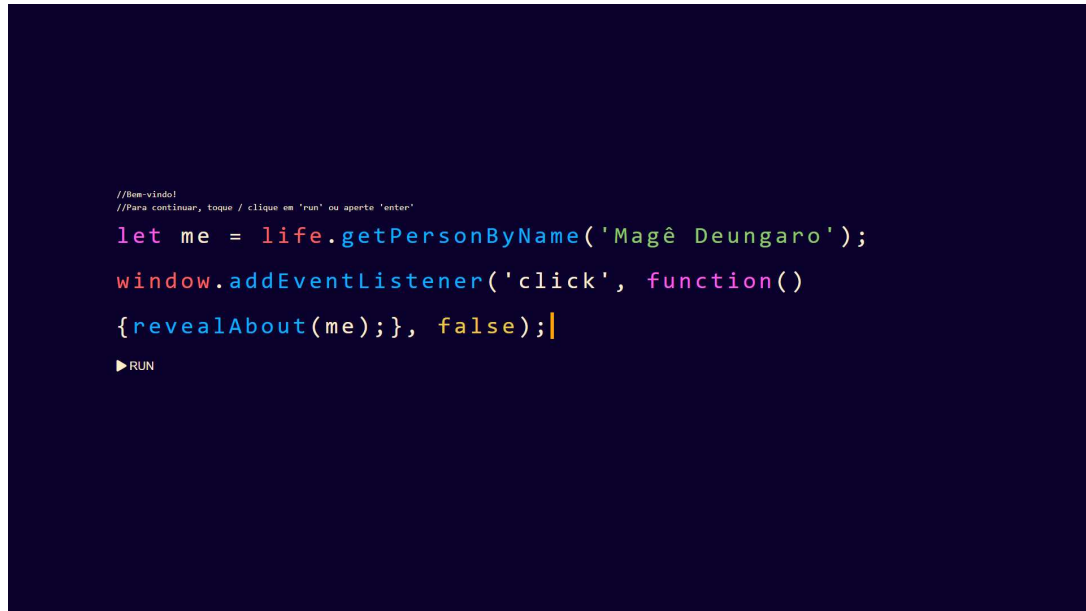 //Bem-vindo!
//Para continuar, toque / clique em 'run' ou aperte 'enter'
let me = life.getPersonByName('Magê Deungaro');
window.addEventListener('click', function()
{revealAbout(me);}, false);
RUN